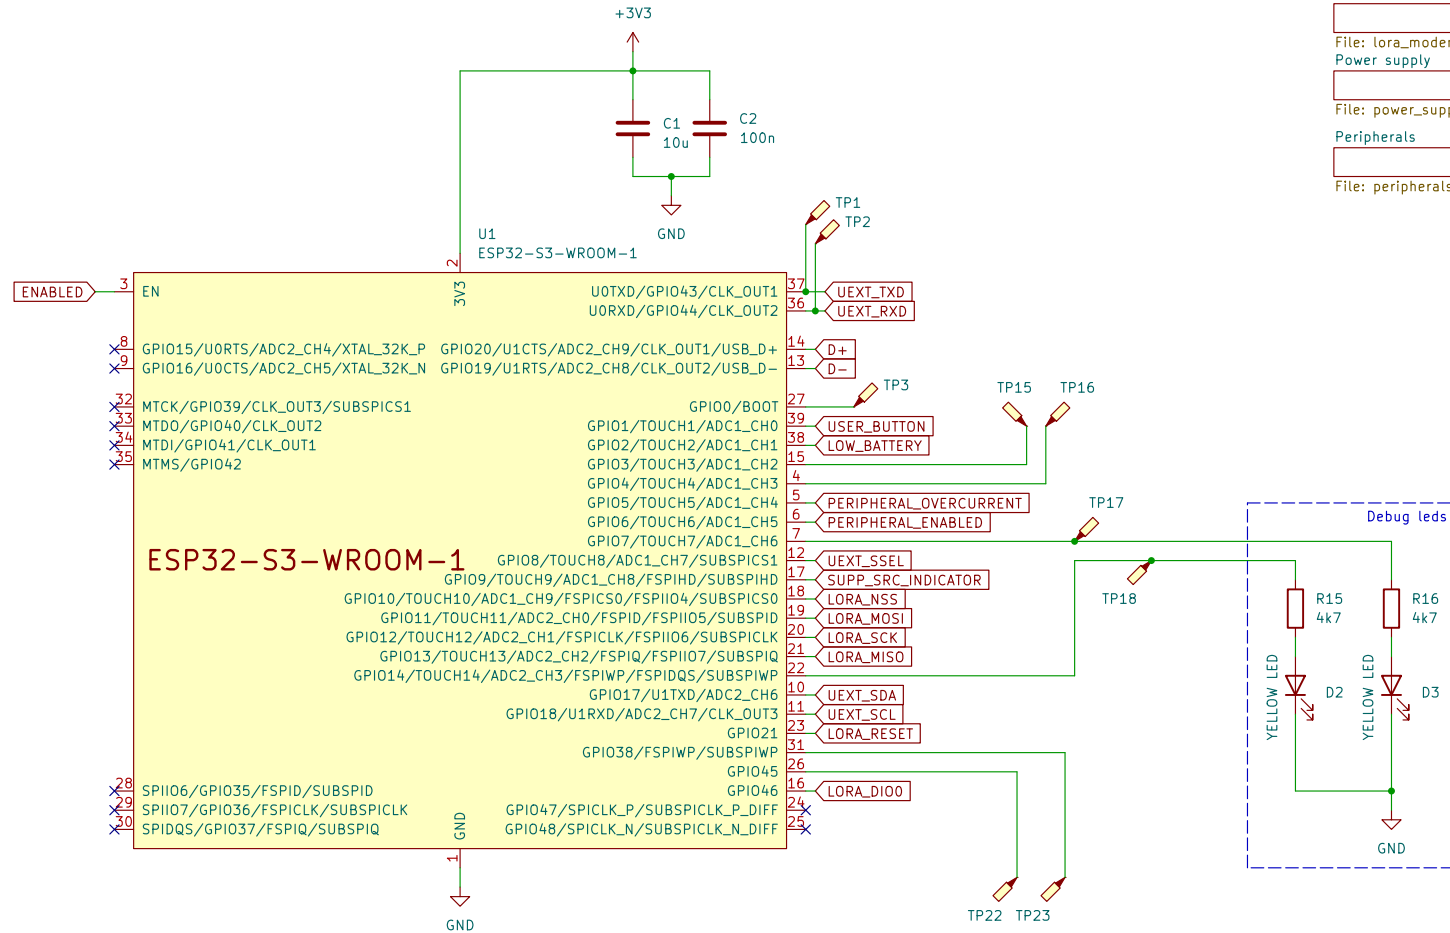 +3V3
C1
10u
C2
100n
GND
File: lora_moder
Power supply
File: power_supp
Peripherals
File: peripherals
TP1
TP2
U1
ESP32-S3-WROOM-1
2
3V3
ENABLED
3
EN
8
GPIO15/U0RTS/ADC2_CH4/XTAL_32K_P
9
GPIO16/U0CTS/ADC2_CH5/XTAL_32K_N
32
MTCK/GPIO39/CLK_OUT3/SUBSPICS1
33
MTDO/GPIO40/CLK_OUT2
34
MTDI/GPIO41/CLK_OUT1
35
MTMS/GPIO42
ESP32-S3-WROOM-1
28
SPIIO6/GPIO35/FSPID/SUBSPID
29
SPIIO7/GPIO36/FSPICLK/SUBSPICLK
30
SPIDQS/GPIO37/FSPIQ/SUBSPIQ
GND
1
GND
U0TXD/GPIO43/CLK_OUT1
37
UEXT_TXD
U0RXD/GPIO44/CLK_OUT2
36
UEXT_RXD
GPIO20/U1CTS/ADC2_CH9/CLK_OUT1/USB_D+
14
D+
GPIO19/U1RTS/ADC2_CH8/CLK_OUT2/USB_D-
13
D-
GPIO0/BOOT
27
TP3
GPIO1/TOUCH1/ADC1_CH0
39
USER_BUTTON
GPIO2/TOUCH2/ADC1_CH1
38
LOW_BATTERY
GPIO3/TOUCH3/ADC1_CH2
15
TP15
GPIO4/TOUCH4/ADC1_CH3
4
TP16
GPIO5/TOUCH5/ADC1_CH4
5
PERIPHERAL_OVERCURRENT
GPIO6/TOUCH6/ADC1_CH5
6
PERIPHERAL_ENABLED
GPIO7/TOUCH7/ADC1_CH6
7
TP17
GPIO8/TOUCH8/ADC1_CH7/SUBSPICS1
12
UEXT_SSEL
GPIO9/TOUCH9/ADC1_CH8/FSPIHD/SUBSPIHD
17
SUPP_SRC_INDICATOR
GPIO10/TOUCH10/ADC1_CH9/FSPICS0/FSPIIO4/SUBSPICS0
18
LORA_NSS
GPIO11/TOUCH11/ADC2_CH0/FSPID/FSPIIO5/SUBSPID
19
LORA_MOSI
GPIO12/TOUCH12/ADC2_CH1/FSPICLK/FSPIIO6/SUBSPICLK
20
LORA_SCK
GPIO13/TOUCH13/ADC2_CH2/FSPIQ/FSPIIO7/SUBSPIQ
21
LORA_MISO
GPIO14/TOUCH14/ADC2_CH3/FSPIWP/FSPIDQS/SUBSPIWP
22
TP18
GPIO17/U1TXD/ADC2_CH6
10
UEXT_SDA
GPIO18/U1RXD/ADC2_CH7/CLK_OUT3
11
UEXT_SCL
GPIO21
23
LORA_RESET
GPIO38/FSPIWP/SUBSPIWP
31
GPIO45
26
GPIO46
16
LORA_DIO0
GPIO47/SPICLK_P/SUBSPICLK_P_DIFF
24
GPIO48/SPICLK_N/SUBSPICLK_N_DIFF
25
TP22
TP23
Debug leds
R15
4k7
R16
4k7
YELLOW LED
D2
YELLOW LED
D3
GND